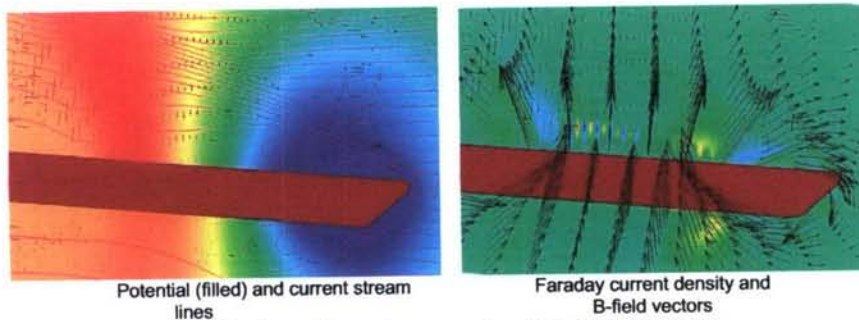 Potential (filled) and current stream
lines
Faraday current density and
B-field vectors